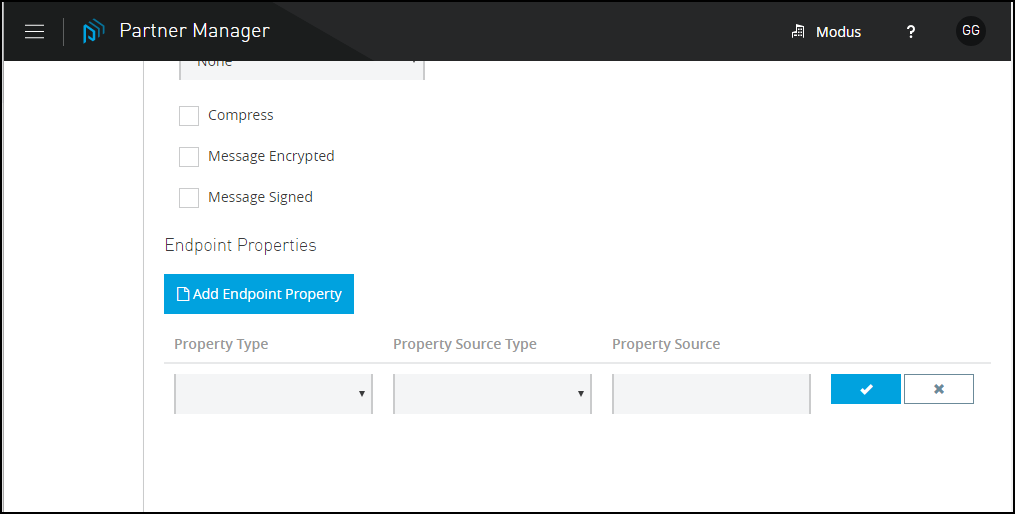 Partner Manager
Modus
?
GG
None
Compress
Message Encrypted
Message Signed
Endpoint Properties
Add Endpoint Property
Property Type Property Source Type Property Source